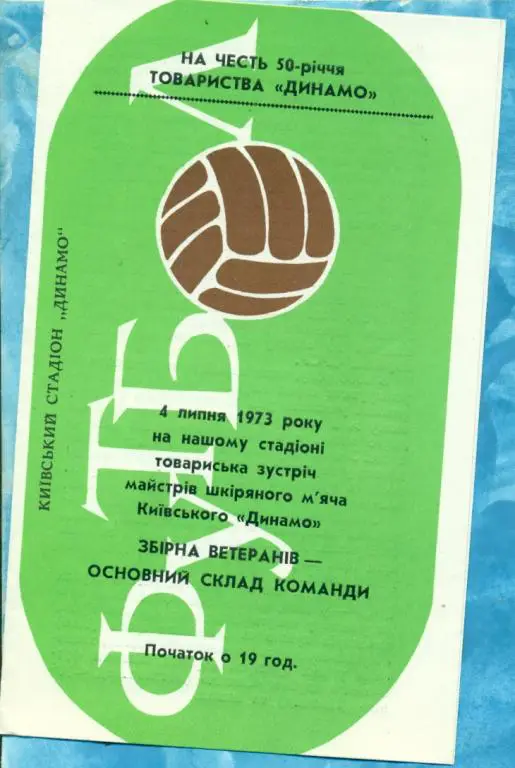 НА ЧЕСТЬ 50-річчя
ТОВАРИСТВА «ДИНАМО»
КИЇВСЬКИЙ СТАДІОН „ДИНАМО"
ФУТБОЛ
4 липня 1973 року
на нашому стадіоні
товариська зустріч
майстрів шкіряного м'яча
Київського «Динамо»
ЗБІРНА ВЕТЕРАНІВ —
ОСНОВНИЙ СКЛАД КОМАНДИ
Початок о 19 год.